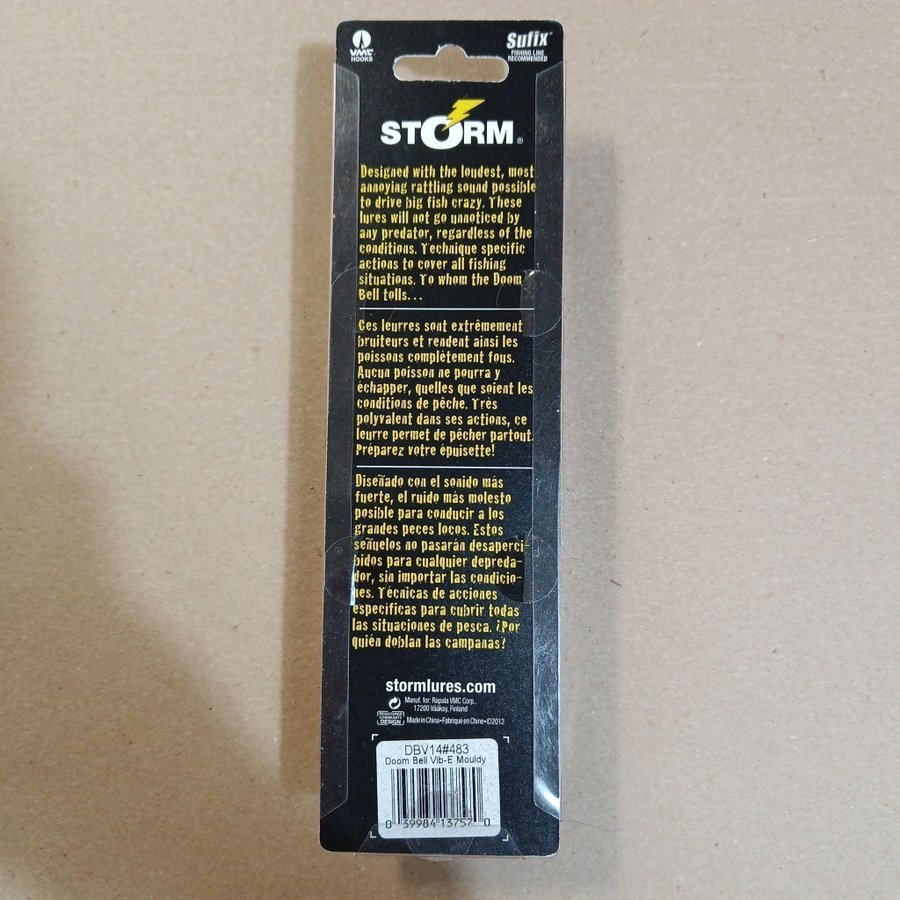 VMC
HOOKS
Sufix
FISHING LINE
RECOMMENDED
STORM®
Designed with the loudest, most
annoying rattling sound possible
to drive big fish crazy. These
lures will not go unnoticed by
any predator, regardless of the
conditions. Technique specific
actions to cover all fishing
situations. To whom the Doom
Bell tolls...
Ces leurres sont extrêmement
bruiteurs et rendent ainsi les
poissons complètement fous.
Aucun poisson ne pourra y
échapper, quelles que soient les
conditions de pêche. Très
polyvalent dans ses actions, ce
leurre permet de pêcher partout.
Préparez votre épuisette!
Diseñado con el sonido más
fuerte, el ruido más molesto
posible para conducir a los
grandes peces locos. Estos
señuelos no pasarán desaperci-
bidos para cualquier depreda-
dor, sin importar las condicio-
nes. Técnicas de acciones
específicas para cubrir todas
las situaciones de pesca. ¿Por
quién doblan las campanas?
stormlures.com
Manuf. for: Rapala VMC Corp.,
17200 Vääksy, Finland
REGISTERED
COMMUNITY
DESIGN
Made in China•Fabriqué en Chine•©2012
DBV14#483
Doom Bell Vib-E Mouldy
0 39984 13757 0